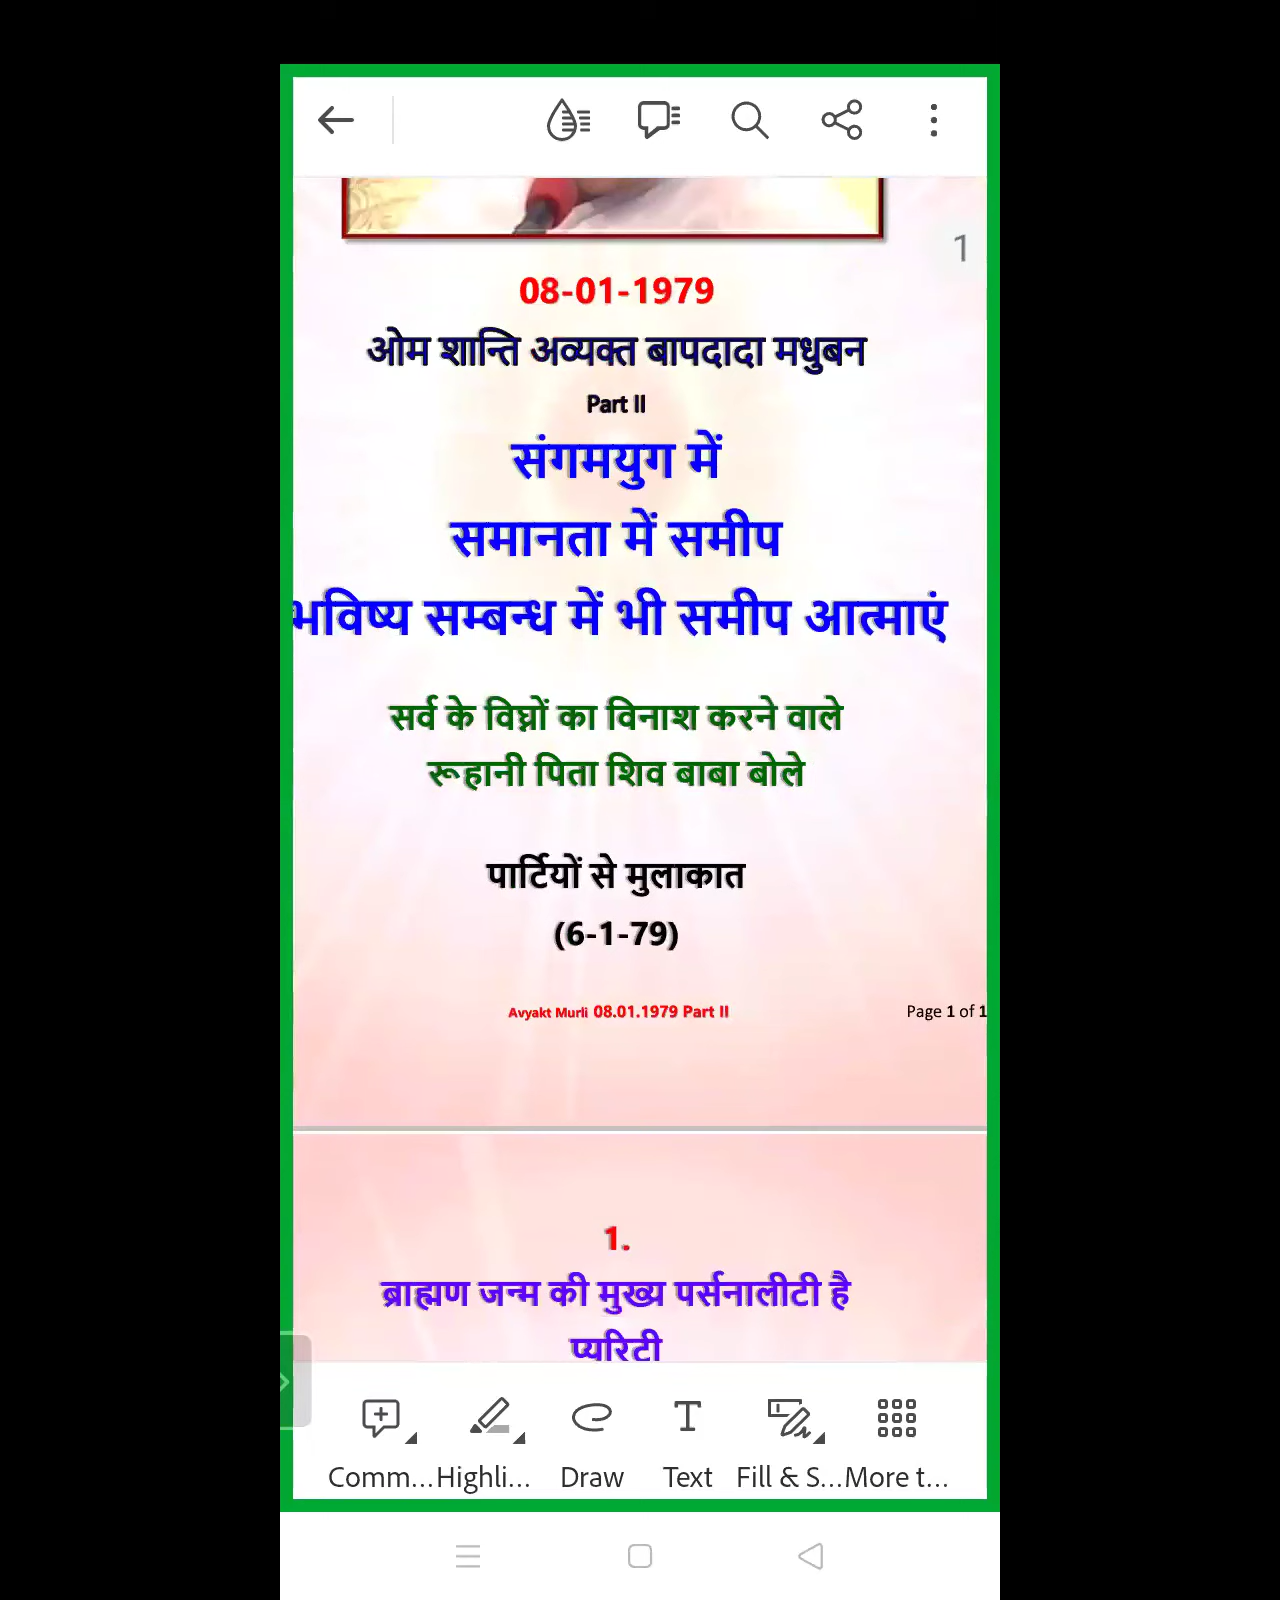 1
08-01-1979
ओम शान्ति अव्यक्त बापदादा मधुबन
Part II
संगमयुग में
समानता में समीप
भविष्य सम्बन्ध में भी समीप आत्माएं
सर्व के विघ्नों का विनाश करने वाले
रूहानी पिता शिव बाबा बोले
पार्टियों से मुलाकात
(6-1-79)
Avyakt Murli 08.01.1979 Part II Page 1 of 1
1.
ब्राह्मण जन्म की मुख्य पर्सनालीटी है
प्यूरिटी
Comm... Highli... Draw Text Fill & S... More t...